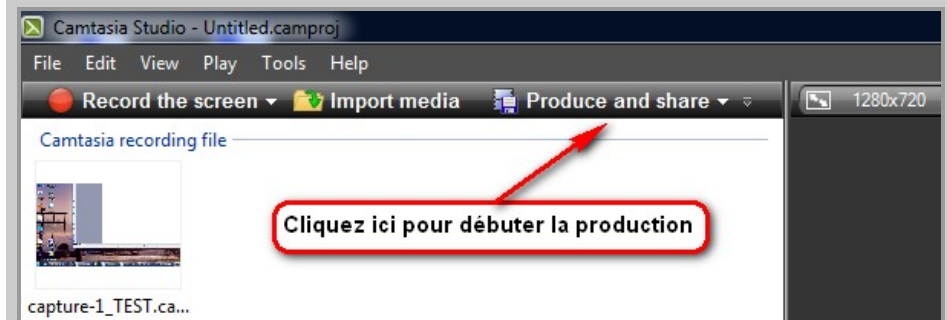 Camtasia Studio - Untitled.camproj
File Edit View Play Tools Help
Record the screen Import media Produce and share 1280x720
Camtasia recording file
Cliquez ici pour débuter la production
capture-1_TEST.ca...